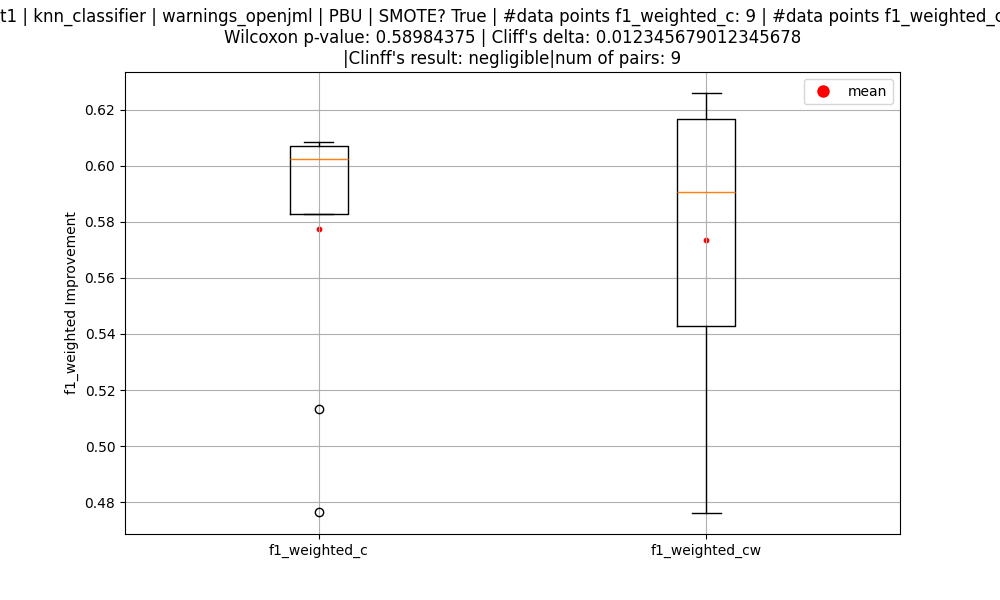 t1 | knn_classifier | warnings_openjml | PBU | SMOTE? True | #data points f1_weighted_c: 9 | #data points f1_weighted_c
Wilcoxon p-value: 0.58984375 | Cliff's delta: 0.012345679012345678
|Clinff's result: negligible|num of pairs: 9
mean
f1_weighted Improvement
0.62
0.60
0.58
0.56
0.54
0.52
0.50
0.48
f1_weighted_c
f1_weighted_cw